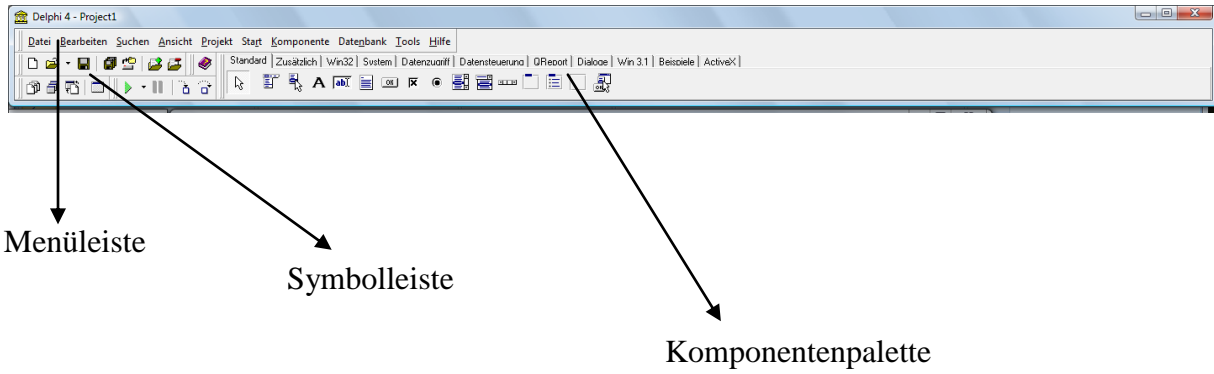 Delphi 4 - Project1
Datei Bearbeiten Suchen Ansicht Projekt Start Komponente Datenbank Tools Hilfe
Standard Zusätzlich Win32 System Datenzugriff Datensteuerung QReport Dialoge Win 3.1 Beispiele ActiveX
Menüleiste
Symbolleiste
Komponentenpalette